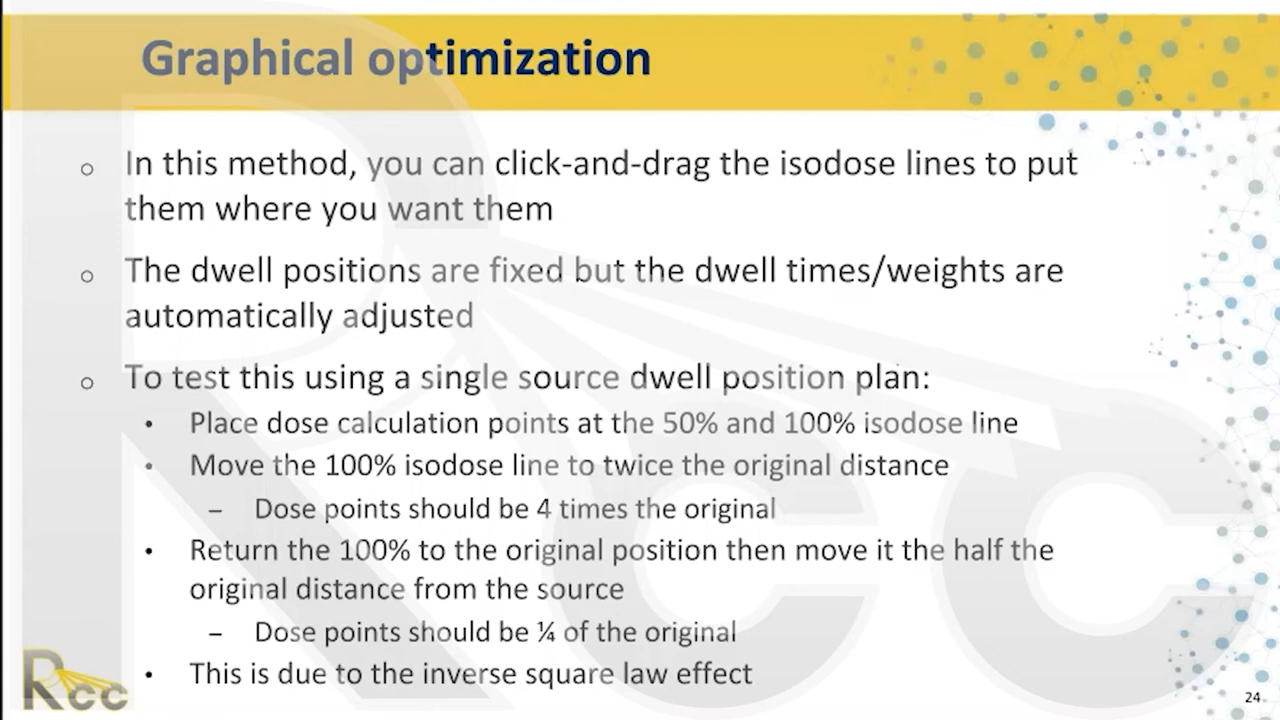 Graphical optimization
○ In this method, you can click-and-drag the isodose lines to put
them where you want them
○ The dwell positions are fixed but the dwell times/weights are
automatically adjusted
○ To test this using a single source dwell position plan:
• Place dose calculation points at the 50% and 100% isodose line
• Move the 100% isodose line to twice the original distance
– Dose points should be 4 times the original
• Return the 100% to the original position then move it the half the
original distance from the source
– Dose points should be ¼ of the original
• This is due to the inverse square law effect
Rcc
24